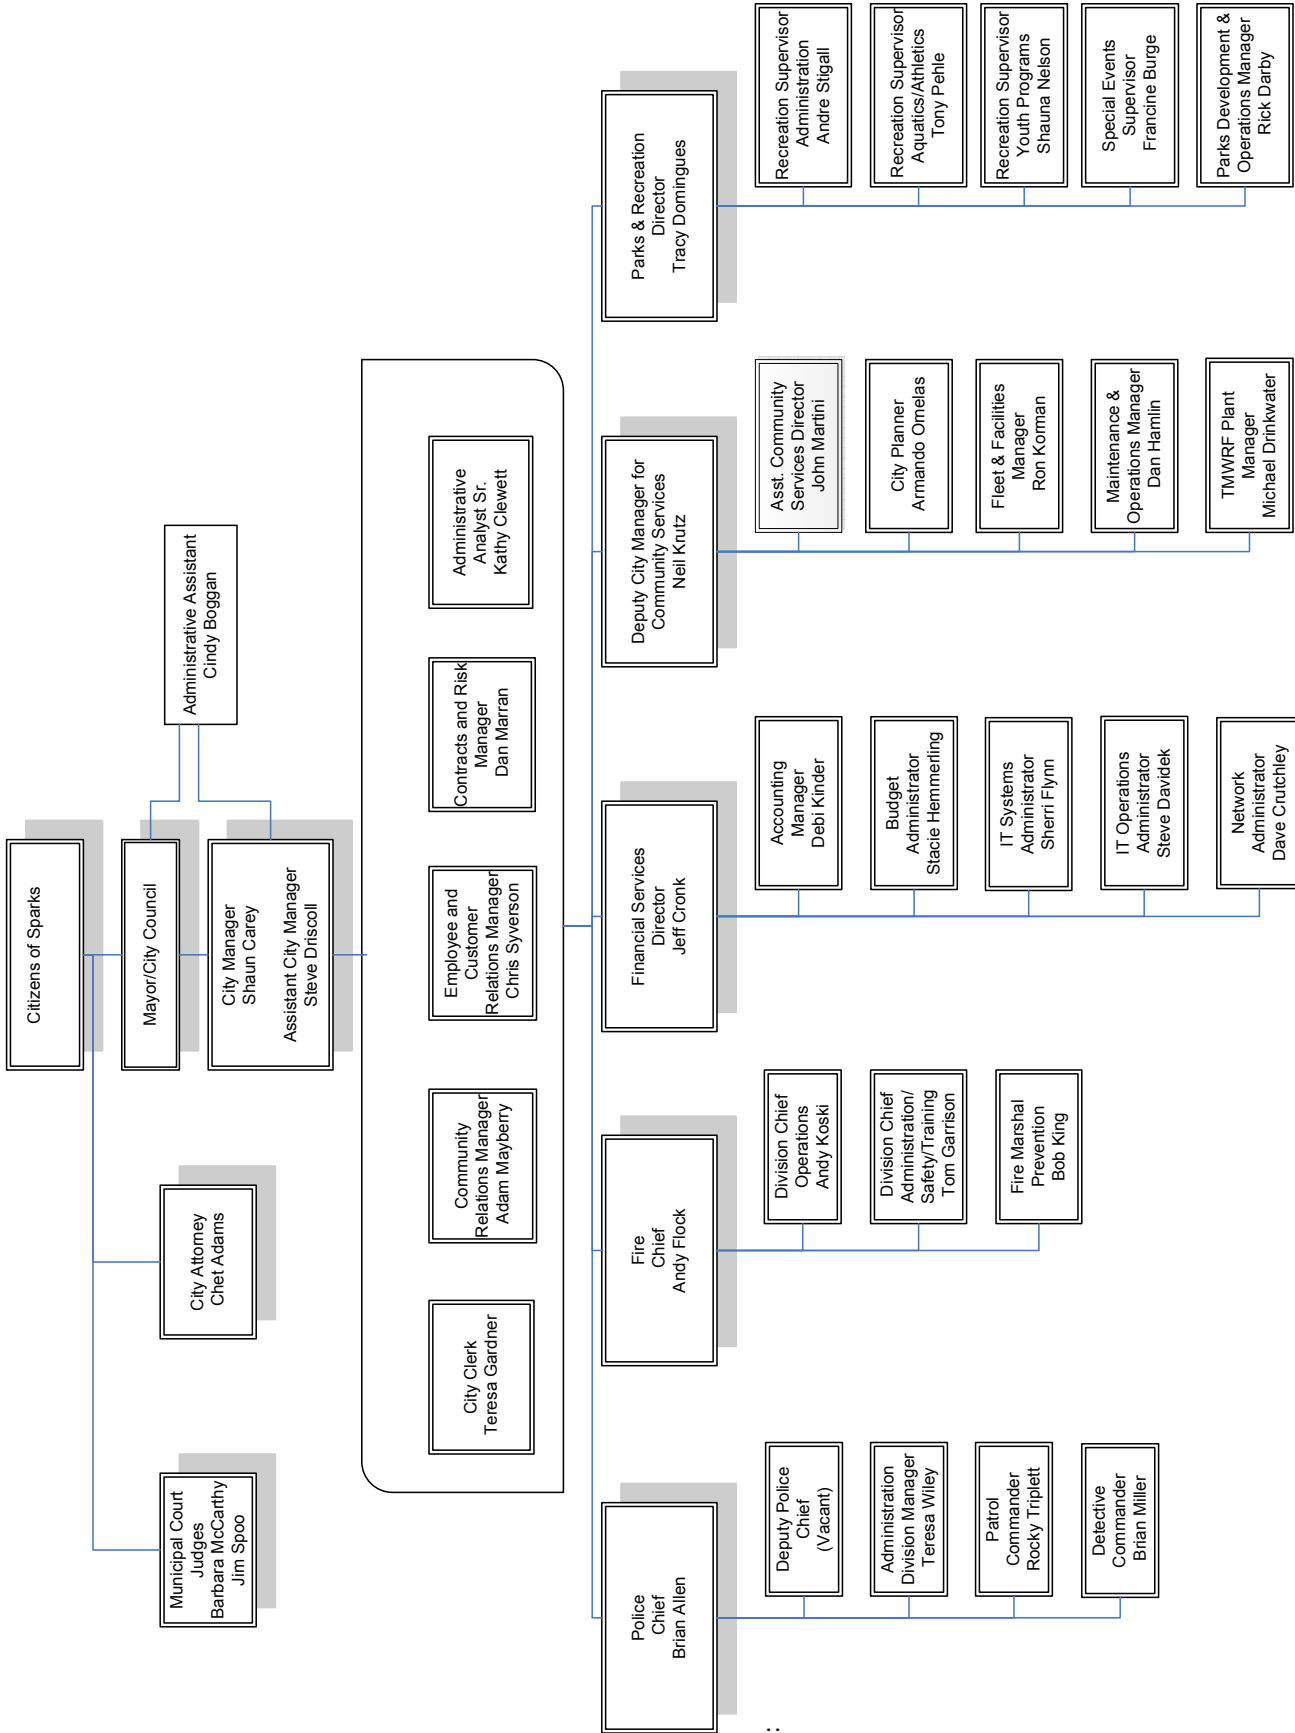 Citizens of Sparks
Mayor/City Council
City Manager
Shaun Carey
Assistant City Manager
Steve Driscoll
Administrative Assistant
Cindy Boggan
Municipal Court
Judges
Barbara McCarthy
Jim Spoo
City Attorney
Chet Adams
City Clerk
Teresa Gardner
Community
Relations Manager
Adam Mayberry
Employee and
Customer
Relations Manager
Chris Syverson
Contracts and Risk
Manager
Dan Marran
Administrative
Analyst Sr.
Kathy Clewett
Police
Chief
Brian Allen
Deputy Police
Chief
(Vacant)
Administration
Division Manager
Teresa Wiley
Patrol
Commander
Rocky Triplett
Detective
Commander
Brian Miller
Fire
Chief
Andy Flock
Division Chief
Operations
Andy Koski
Division Chief
Administration/
Safety/Training
Tom Garrison
Fire Marshal
Prevention
Bob King
Financial Services
Director
Jeff Cronk
Accounting
Manager
Debi Kinder
Budget
Administrator
Stacie Hemmerling
IT Systems
Administrator
Sherri Flynn
IT Operations
Administrator
Steve Davidek
Network
Administrator
Dave Crutchley
Deputy City Manager for
Community Services
Neil Krutz
Asst. Community
Services Director
John Martini
City Planner
Armando Ornelas
Fleet & Facilities
Manager
Ron Korman
Maintenance &
Operations Manager
Dan Hamlin
TMWRF Plant
Manager
Michael Drinkwater
Parks & Recreation
Director
Tracy Domingues
Recreation Supervisor
Administration
Andre Stigall
Recreation Supervisor
Aquatics/Athletics
Tony Pehle
Recreation Supervisor
Youth Programs
Shauna Nelson
Special Events
Supervisor
Francine Burge
Parks Development &
Operations Manager
Rick Darby